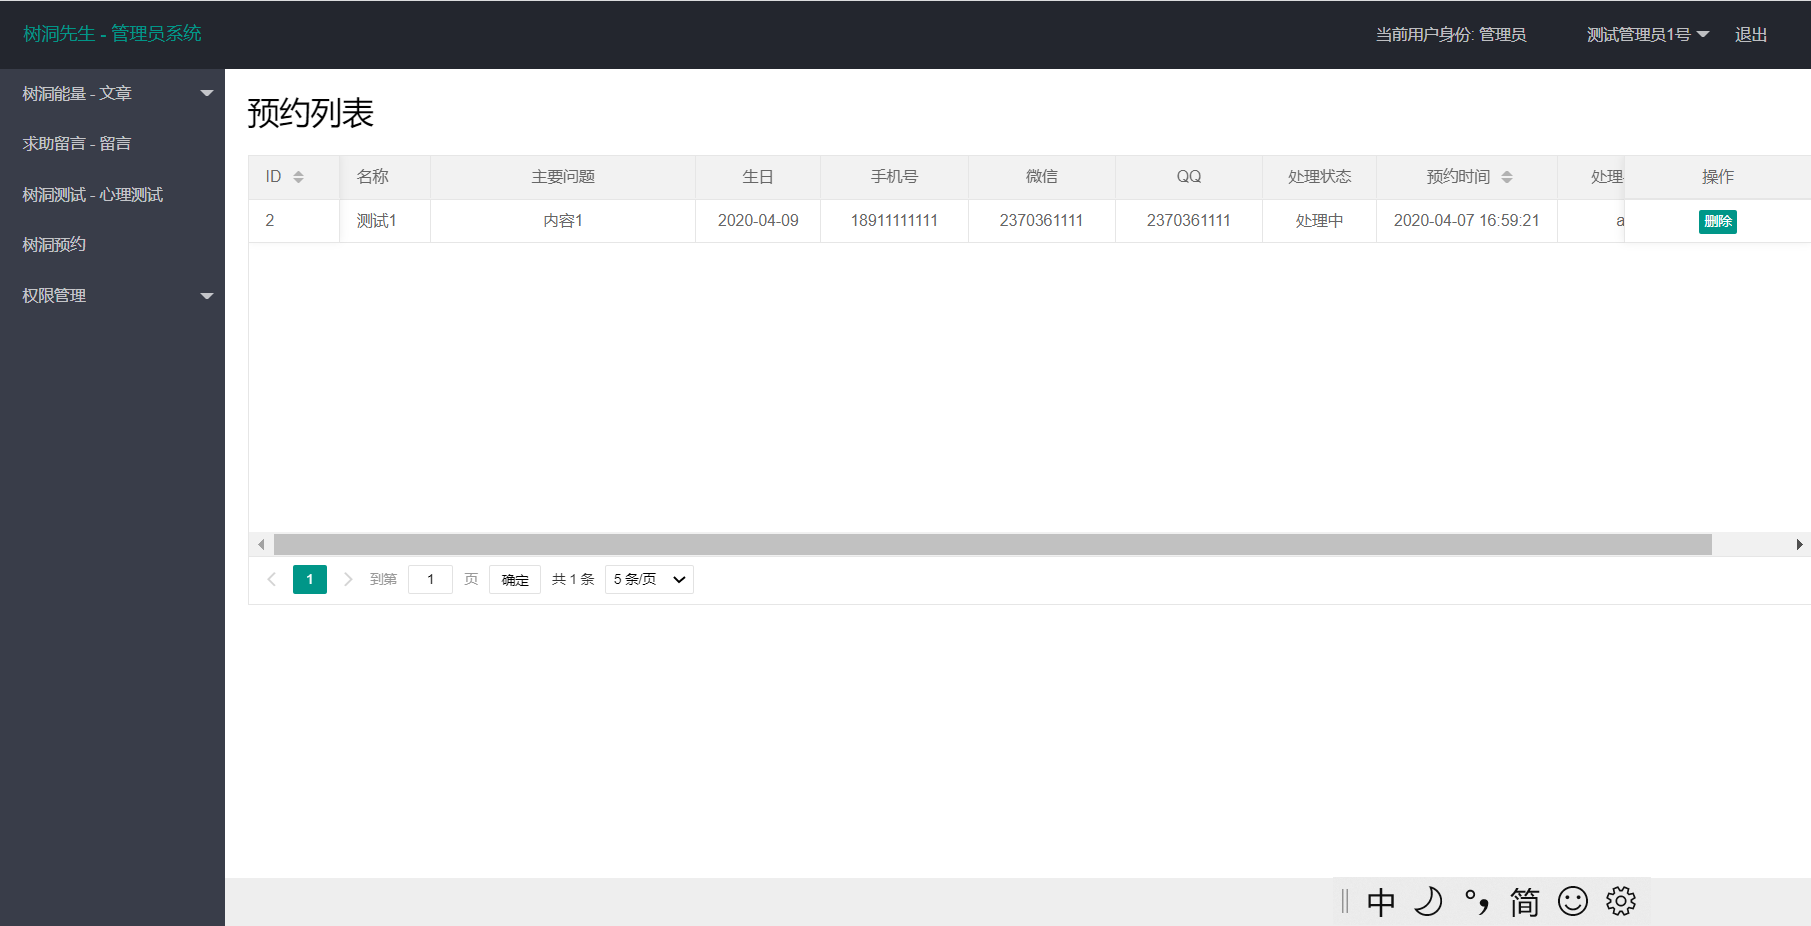 树洞先生 - 管理员系统
当前用户身份: 管理员
测试管理员1号
退出
树洞能量 - 文章
求助留言 - 留言
树洞测试 - 心理测试
树洞预约
权限管理
预约列表
ID 名称 主要问题 生日 手机号 微信 QQ 处理状态 预约时间 处理 操作
2 测试1 内容1 2020-04-09 18911111111 2370361111 2370361111 处理中 2020-04-07 16:59:21 a 删除
1 到第 1 页 确定 共 1 条 5 条/页
中 简